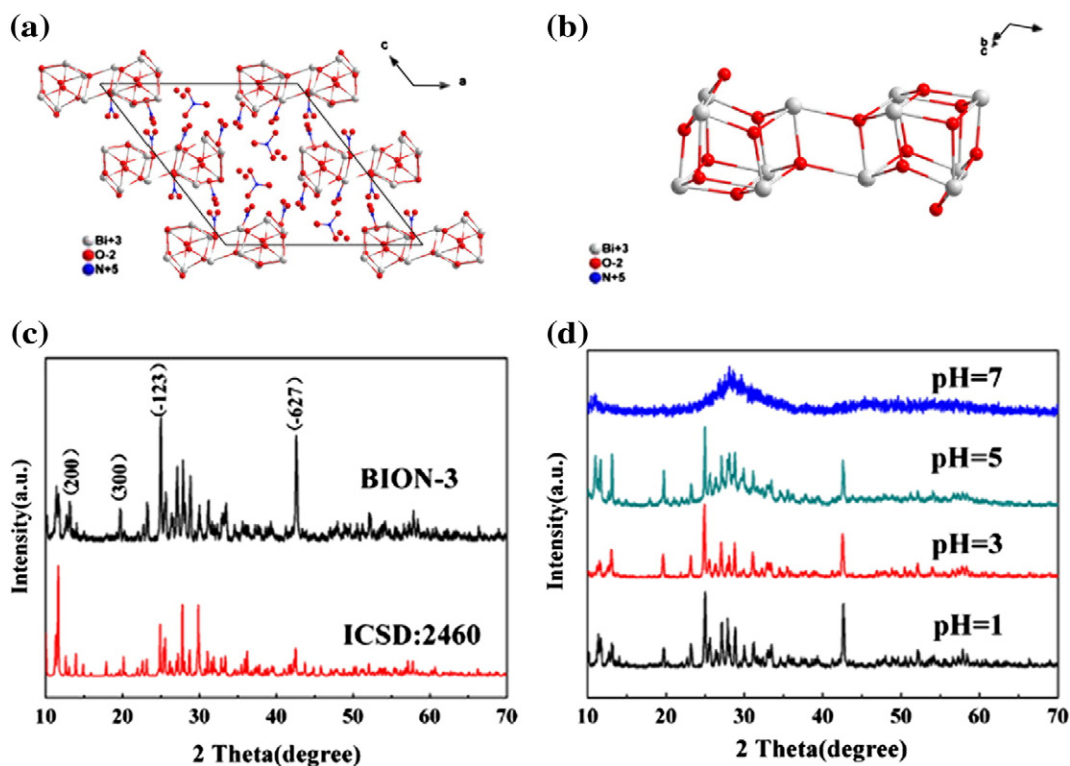 (a)
c
a
Bi+3
O-2
N+5
(b)
b
c
Bi+3
O-2
N+5
(c)
Intensity(a.u.)
(200)
(300)
(-123)
(-627)
BION-3
ICSD:2460
10 20 30 40 50 60 70
2 Theta(degree)
(d)
Intensity(a.u.)
pH=7
pH=5
pH=3
pH=1
10 20 30 40 50 60 70
2 Theta(degree)